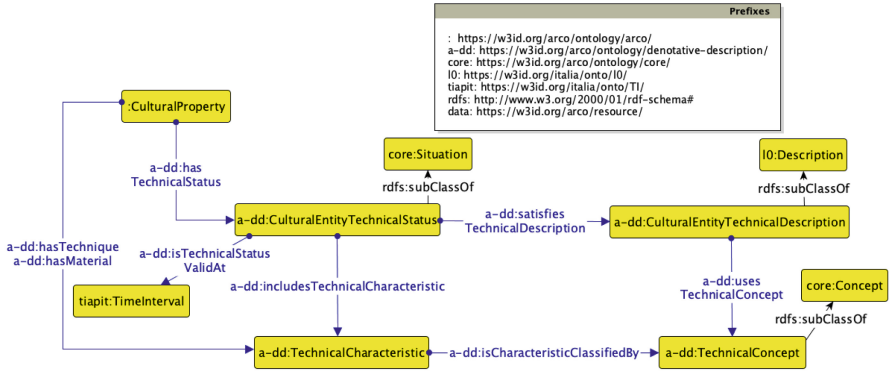 Prefixes
: https://w3id.org/arco/ontology/arco/
a-dd: https://w3id.org/arco/ontology/denotative-description/
core: https://w3id.org/arco/ontology/core/
l0: https://w3id.org/italia/onto/l0/
tiapit: https://w3id.org/italia/onto/TI/
rdfs: http://www.w3.org/2000/01/rdf-schema#
data: https://w3id.org/arco/resource/
:CulturalProperty
a-dd:has
TechnicalStatus
core:Situation
rdfs:subClassOf
l0:Description
rdfs:subClassOf
a-dd:CulturalEntityTechnicalStatus
a-dd:satisfies
TechnicalDescription
a-dd:CulturalEntityTechnicalDescription
a-dd:hasTechnique
a-dd:hasMaterial
a-dd:isTechnicalStatus
ValidAt
a-dd:includesTechnicalCharacteristic
a-dd:uses
TechnicalConcept
core:Concept
rdfs:subClassOf
tiapit:TimeInterval
a-dd:TechnicalCharacteristic
a-dd:isCharacteristicClassifiedBy
a-dd:TechnicalConcept